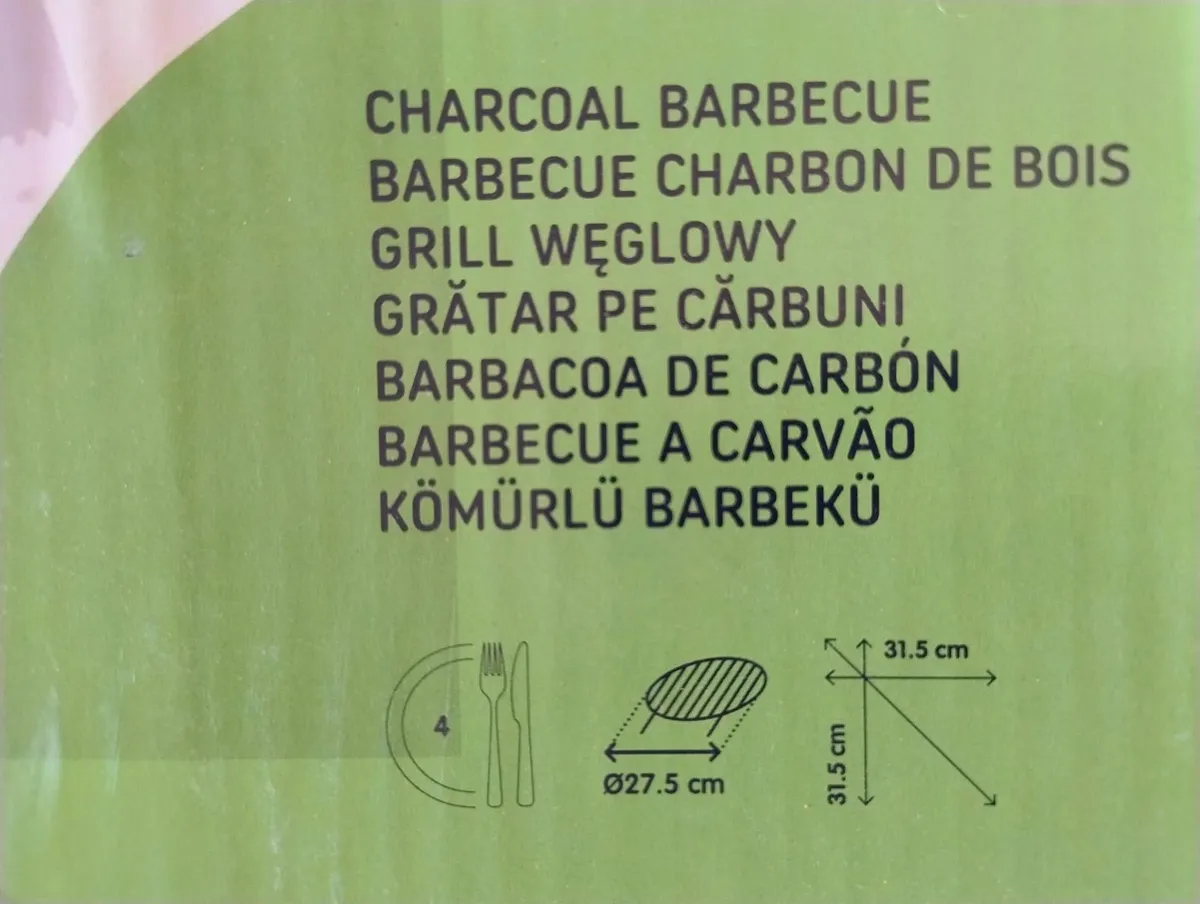 CHARCOAL BARBECUE
BARBECUE CHARBON DE BOIS
GRILL WĘGLOWY
GRĂTAR PE CĂRBUNI
BARBACOA DE CARBÓN
BARBECUE A CARVÃO
KÖMÜRLÜ BARBEKÜ
4
Ø27.5 cm
31.5 cm
31.5 cm